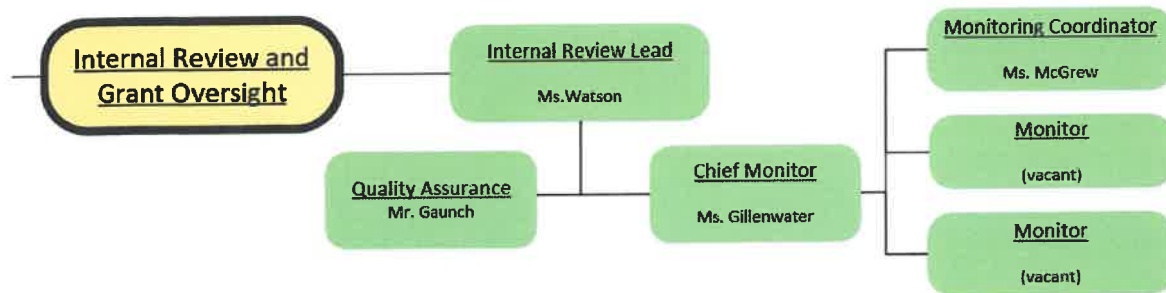 Internal Review and
Grant Oversight
Internal Review Lead
Ms.Watson
Quality Assurance
Mr. Gaunch
Chief Monitor
Ms. Gillenwater
Monitoring Coordinator
Ms. McGrew
Monitor
(vacant)
Monitor
(vacant)